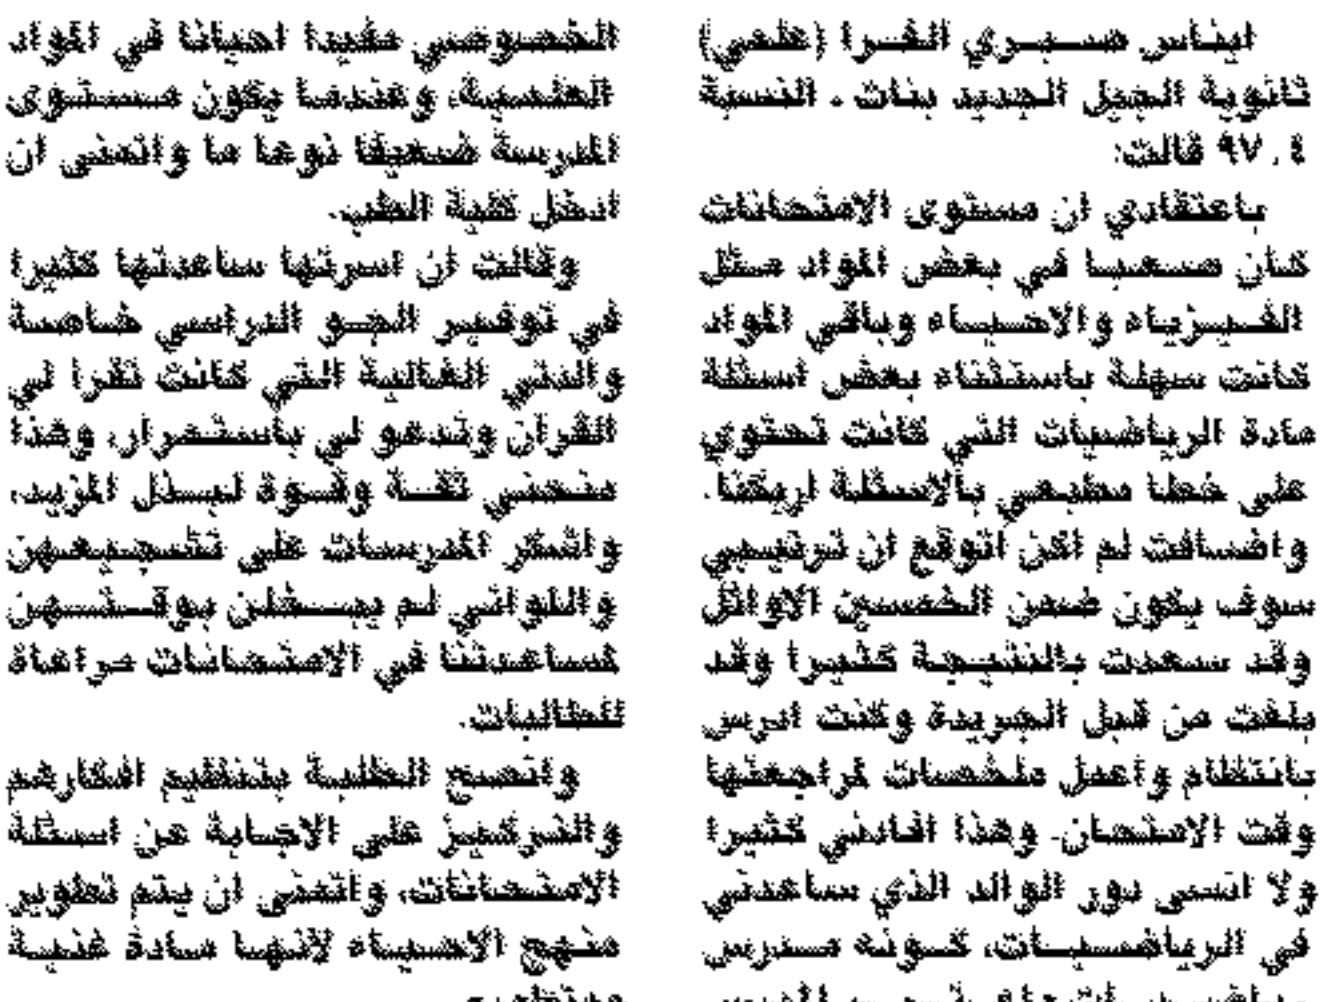 ايناس صبري الفرا (علمي)
ثانوية الجيل الجديد بنات ـ النسبة
٩٧,٤ قالت:
باعتقادي ان مستوى الامتحانات
كان صعبا في بعض المواد مثل
الفيزياء والاحياء وباقي المواد
كانت سهلة باستثناء بعض اسئلة
مادة الرياضيات التي كانت تحتوي
على خطا مطبعي بالاسئلة اربكنا.
واضافت لم اكن اتوقع ان ترتيبي
سوف يكون ضمن الخمسين الاوائل
وقد سعدت بالنتيجة كثيرا وقد
بلغت من قبل الجريدة وكنت ادرس
بانتظام واعمل ملخصات لمراجعتها
وقت الامتحان. وهذا افادني كثيرا
ولا انسى دور الوالد الذي ساعدني
في الرياضيات، كونه مدرس
الخصوصي مفيدا احيانا في المواد
العلمية، وعندما يكون مستوى
المدرسة ضعيفا نوعا ما واتمنى ان
ادخل كلية الطب.
وقالت ان اسرتها ساعدتها كثيرا
في توفير الجو الدراسي خاصة
والدتي الغالية التي كانت تقرا لي
القرآن وتدعو لي باستمرار، وهذا
منحني ثقة وقوة لبذل المزيد،
واشكر المدرسات على تشجيعهن
واللواتي لم يبخلن بوقتهن
لمساعدتنا في الامتحانات مراعاة
للطالبات.
وانصح الطلبة بتنظيم افكارهم
والتركيز على الاجابة عن اسئلة
الامتحانات، واتمنى ان يتم تطوير
منهج الاحياء لانها مادة غنية